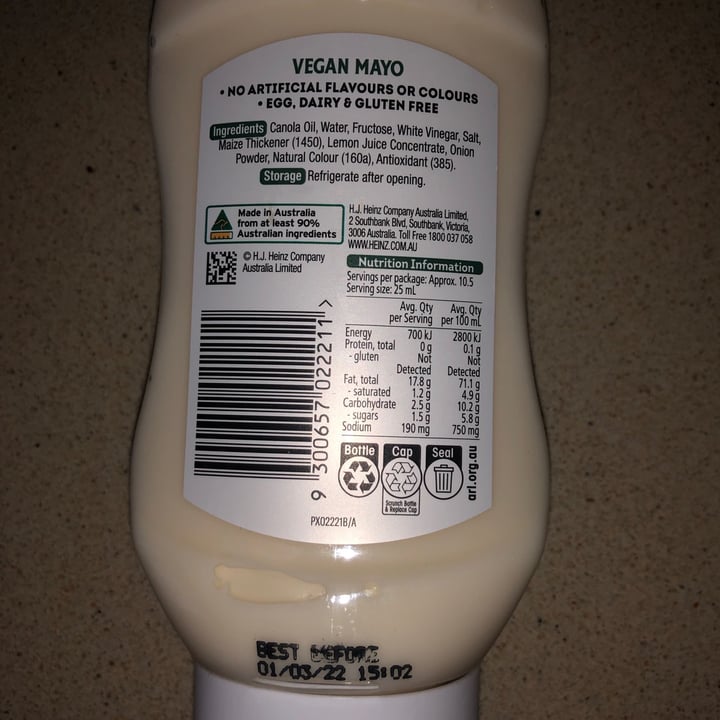 VEGAN MAYO
• NO ARTIFICIAL FLAVOURS OR COLOURS
• EGG, DAIRY & GLUTEN FREE
Ingredients Canola Oil, Water, Fructose, White Vinegar, Salt,
Maize Thickener (1450), Lemon Juice Concentrate, Onion
Powder, Natural Colour (160a), Antioxidant (385).
Storage Refrigerate after opening.
Made in Australia
from at least 90%
Australian ingredients
© H.J. Heinz Company
Australia Limited
H.J. Heinz Company Australia Limited,
2 Southbank Blvd, Southbank, Victoria,
3006 Australia. Toll Free 1800 037 058
WWW.HEINZ.COM.AU
Nutrition Information
Servings per package: Approx. 10.5
Serving size: 25 mL
Avg. Qty Avg. Qty
per Serving per 100 mL
Energy 700 kJ 2800 kJ
Protein, total 0 g 0.1 g
- gluten Not Not
Detected Detected
Fat, total 17.8 g 71.1 g
- saturated 1.2 g 4.9 g
Carbohydrate 2.5 g 10.2 g
- sugars 1.5 g 5.8 g
Sodium 190 mg 750 mg
9 300657 022211 >
Bottle Cap Seal
Scrunch Bottle
& Replace Cap
arl.org.au
PX02221B/A
BEST BEFORE
01/03/22 15:02